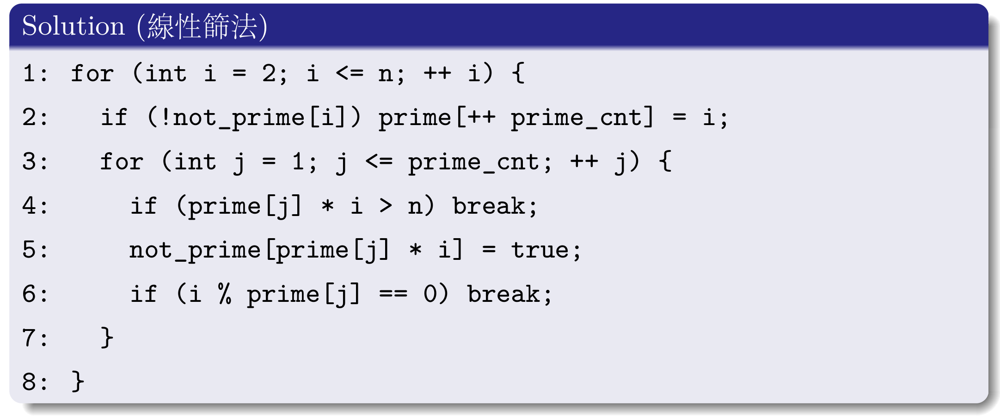 Solution (線性篩法)
1: for (int i = 2; i <= n; ++ i) {
2:   if (!not_prime[i]) prime[++ prime_cnt] = i;
3:   for (int j = 1; j <= prime_cnt; ++ j) {
4:     if (prime[j] * i > n) break;
5:     not_prime[prime[j] * i] = true;
6:     if (i % prime[j] == 0) break;
7:   }
8: }